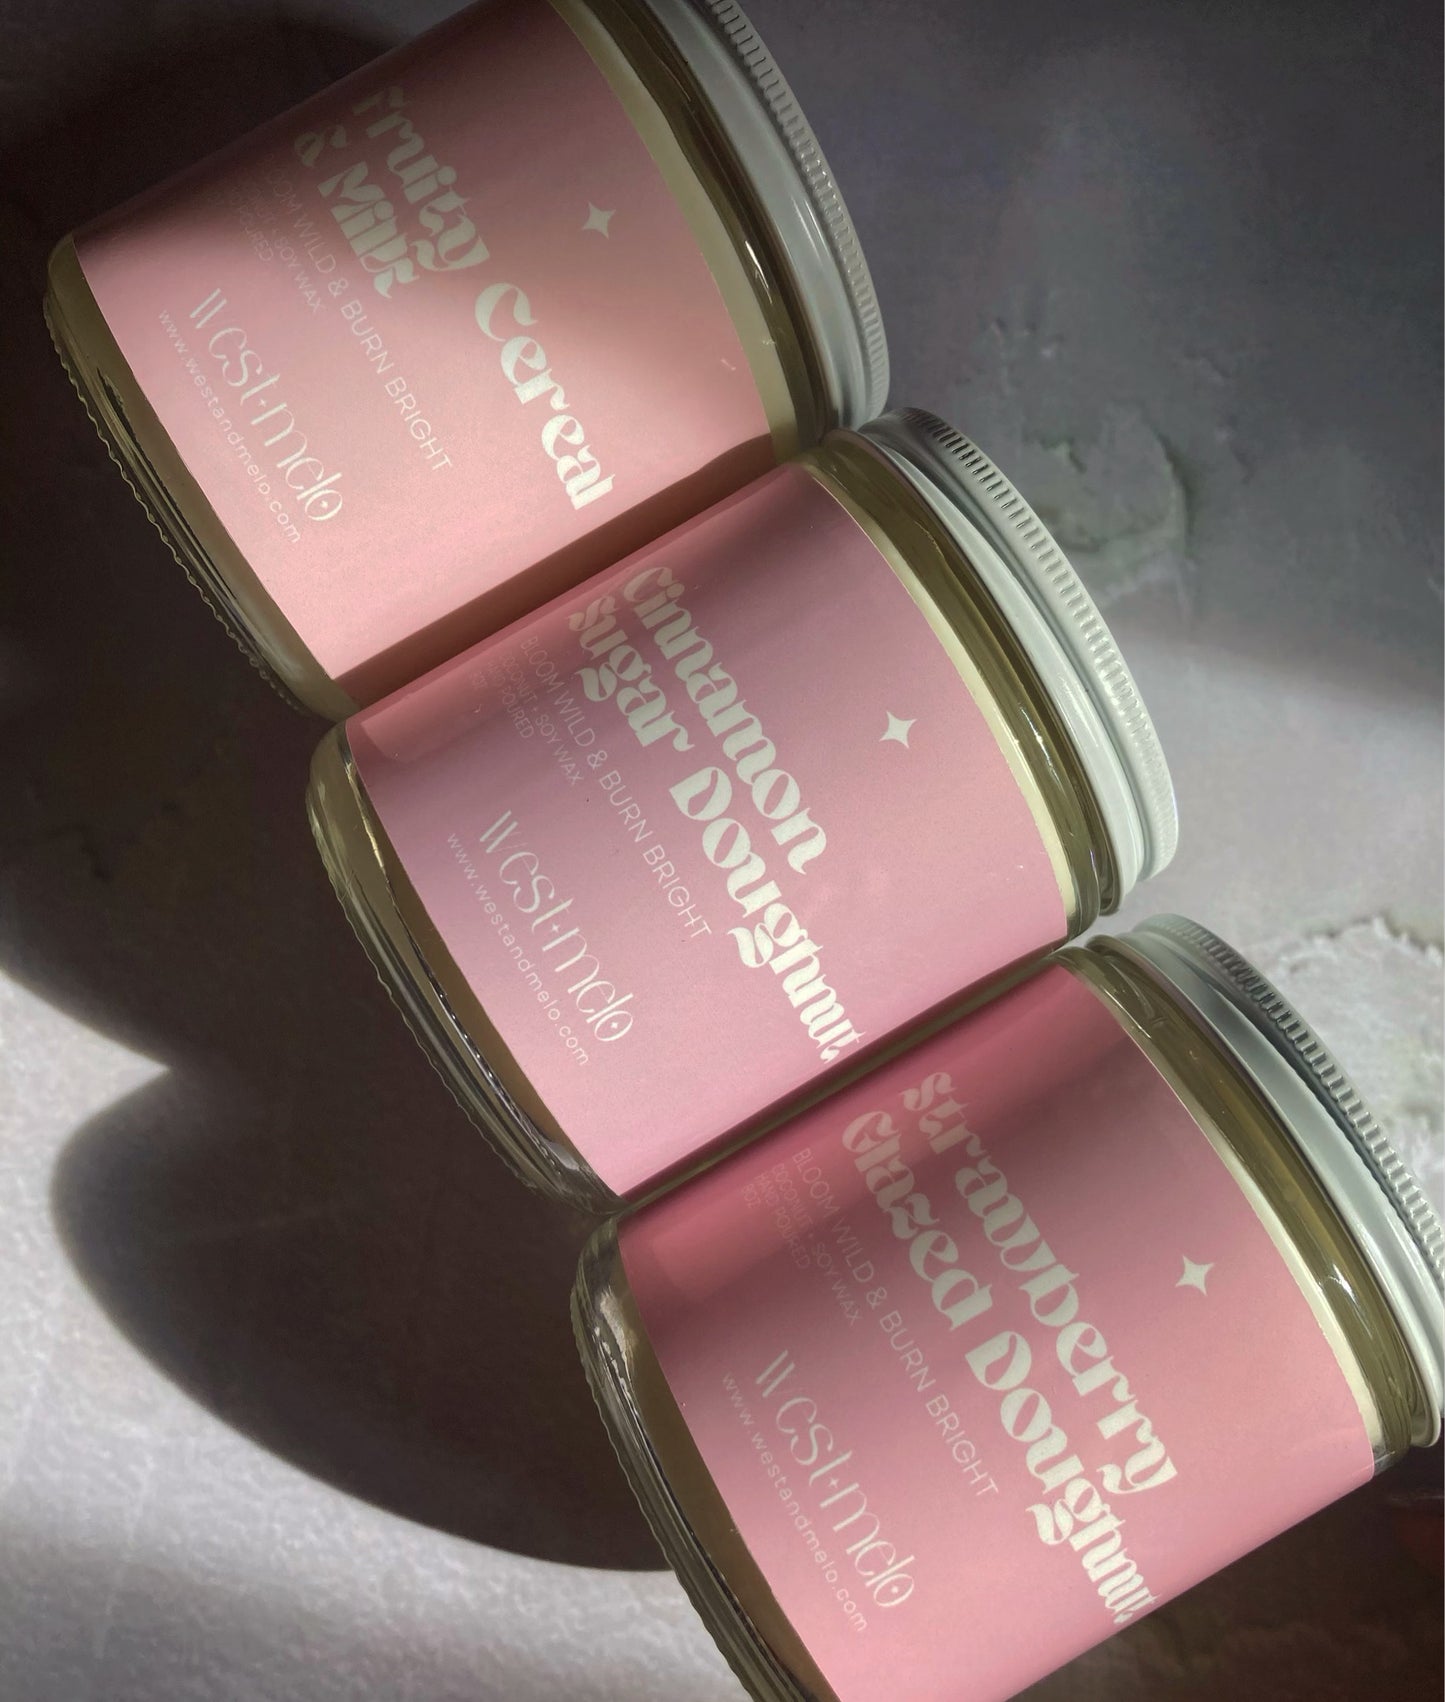 Fruity Cereal
& Milk
BLOOM WILD & BURN BRIGHT
COCONUT + SOY WAX
HAND POURED
west+melo
www.westandmelo.com
Cinnamon
Sugar Doughnut
BLOOM WILD & BURN BRIGHT
COCONUT + SOY WAX
HAND POURED
west+melo
www.westandmelo.com
Strawberry
Glazed Doughnut
BLOOM WILD & BURN BRIGHT
COCONUT + SOY WAX
HAND POURED
west+melo
www.westandmelo.com